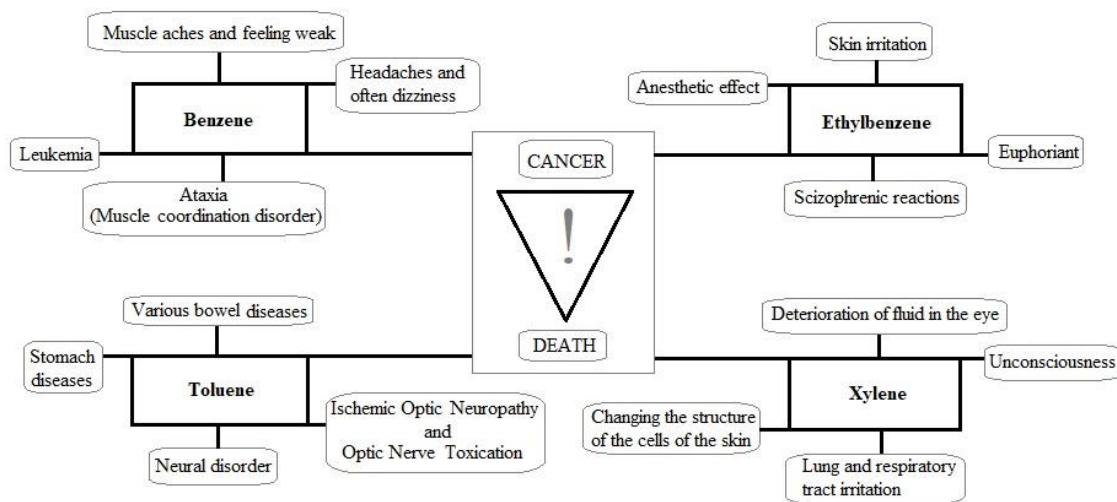 Muscle aches and feeling weak
Headaches and
often dizziness
Benzene
Leukemia
Ataxia
(Muscle coordination disorder)
Skin irritation
Anesthetic effect
Ethylbenzene
Euphoriant
Scizophrenic reactions
CANCER
!
DEATH
Various bowel diseases
Stomach
diseases
Toluene
Ischemic Optic Neuropathy
and
Optic Nerve Toxication
Neural disorder
Deterioration of fluid in the eye
Unconsciousness
Xylene
Changing the structure
of the cells of the skin
Lung and respiratory
tract irritation